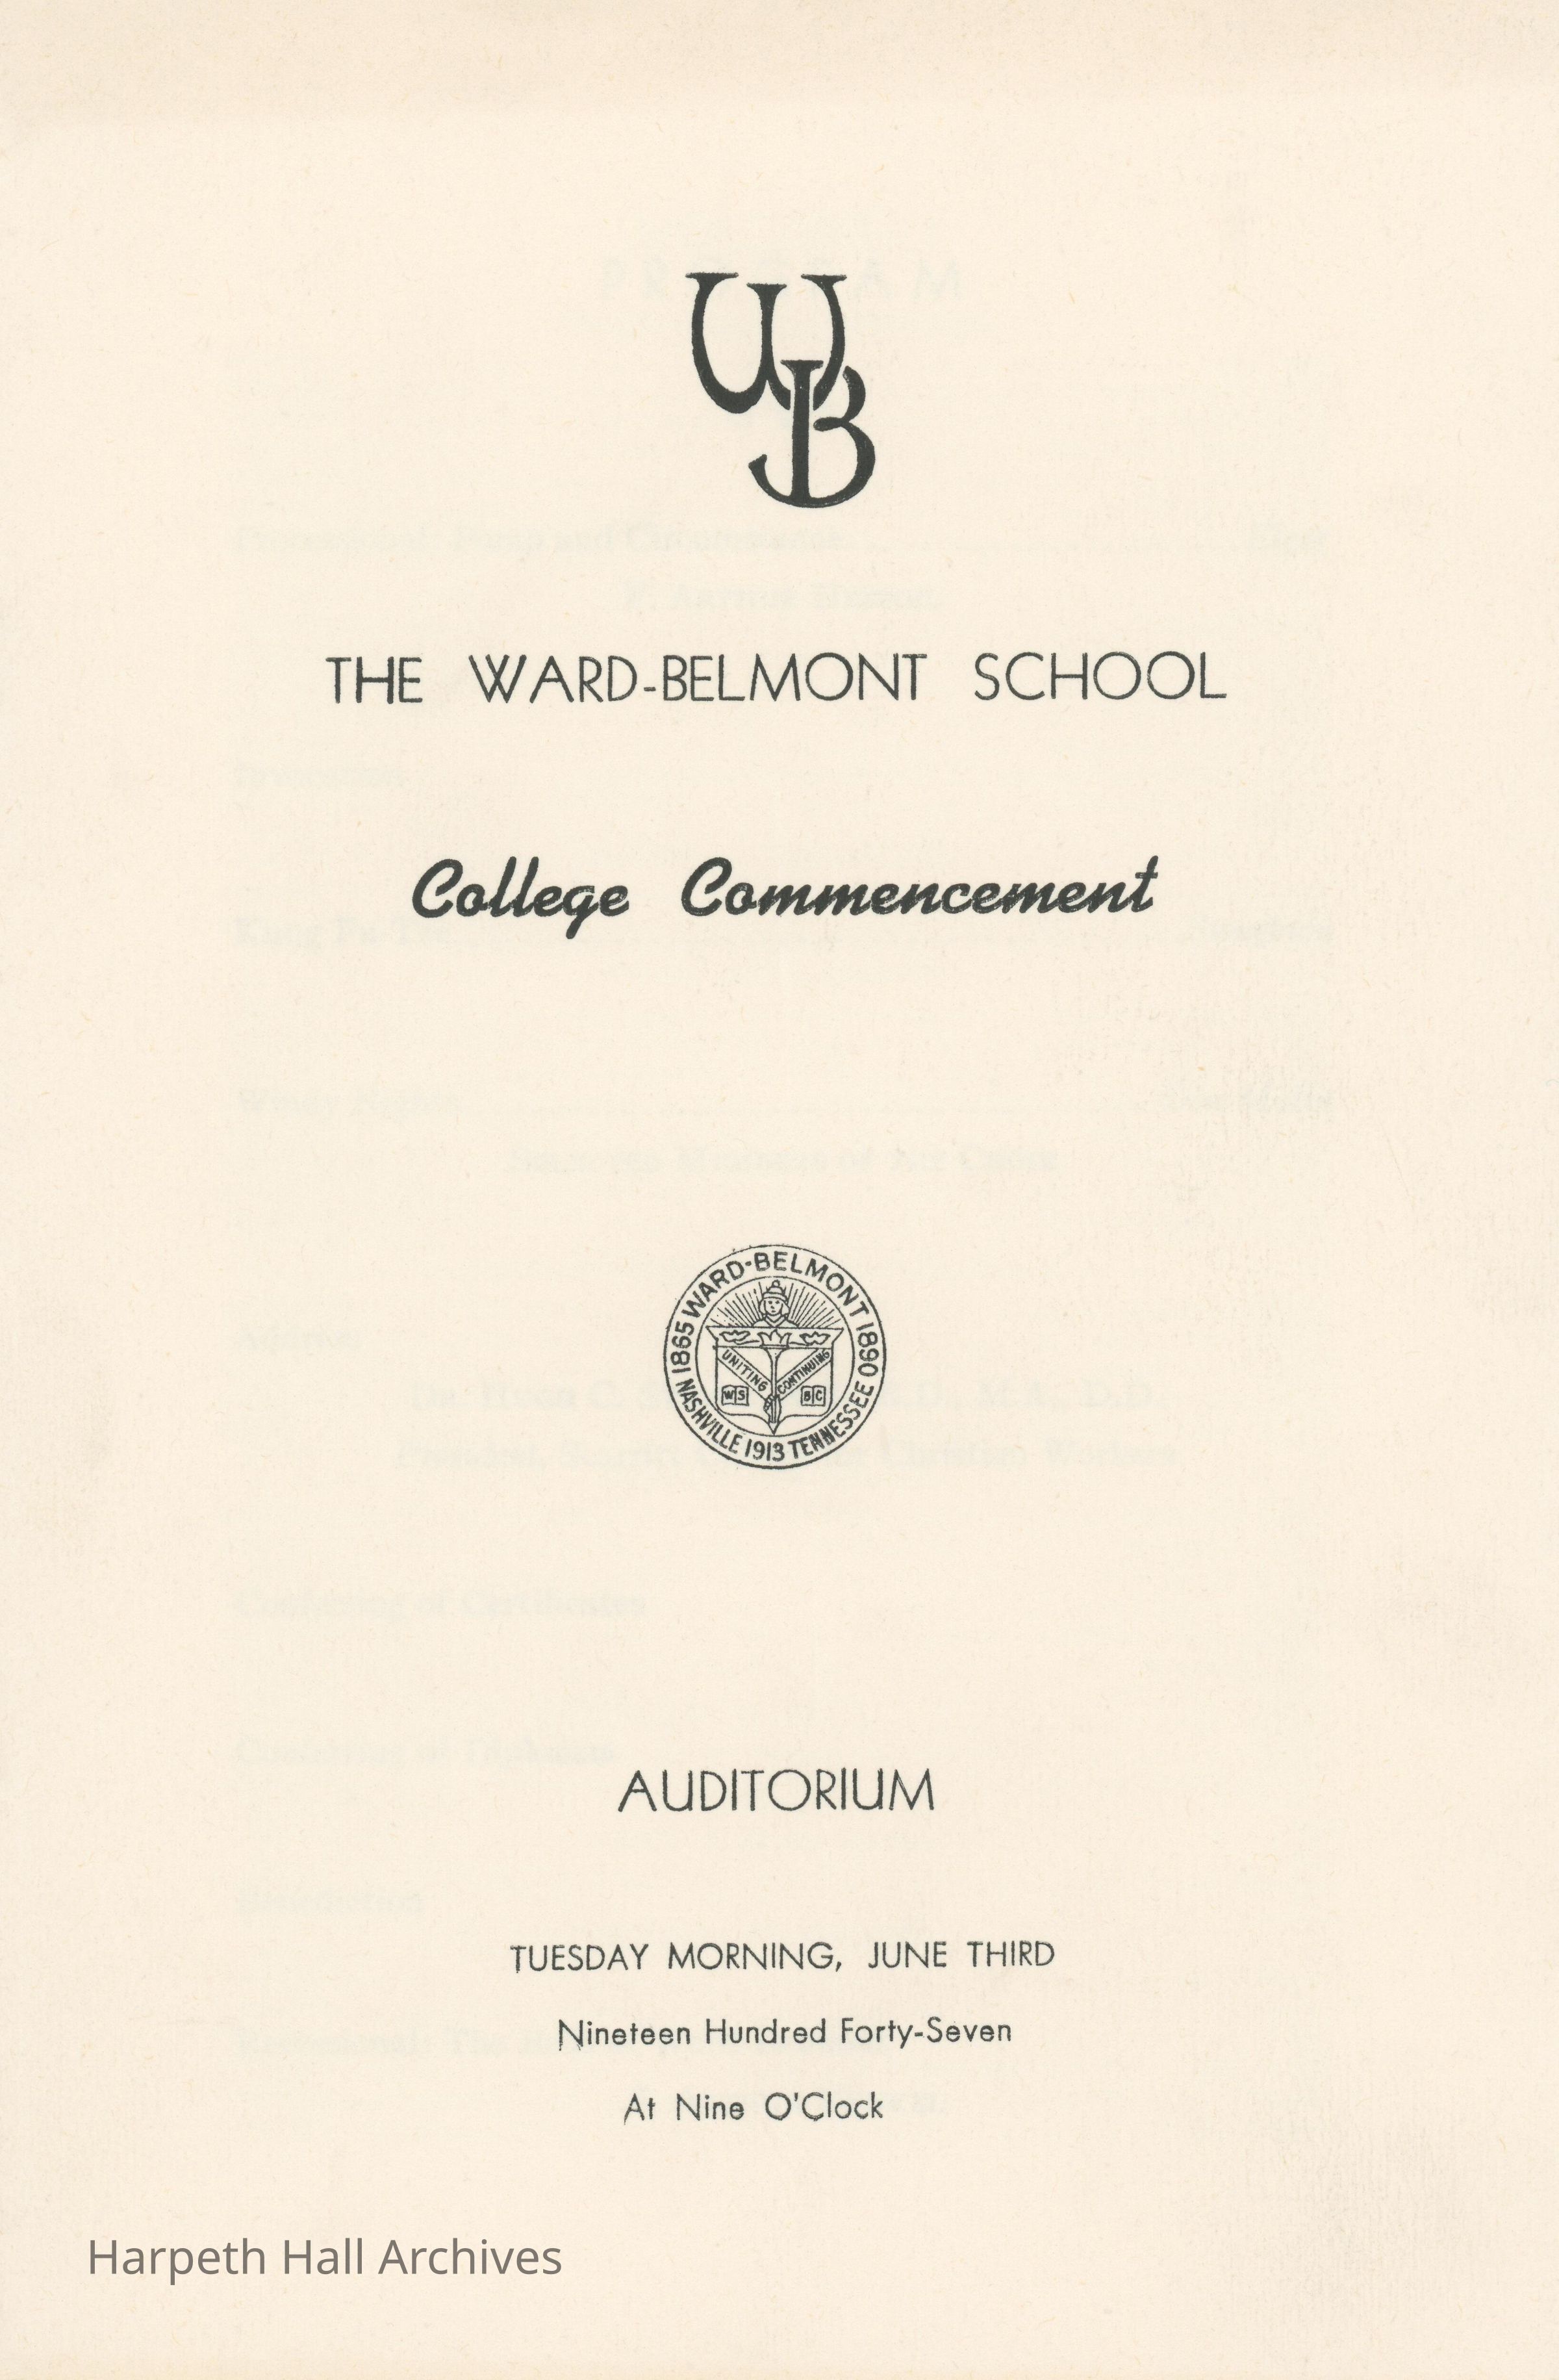 WB
THE WARD-BELMONT SCHOOL
College Commencement
WARD-BELMONT
1865 1890
UNITING CONTINUING
WS BC
NASHVILLE 1913 TENNESSEE
AUDITORIUM
TUESDAY MORNING, JUNE THIRD
Nineteen Hundred Forty-Seven
At Nine O'Clock
Harpeth Hall Archives